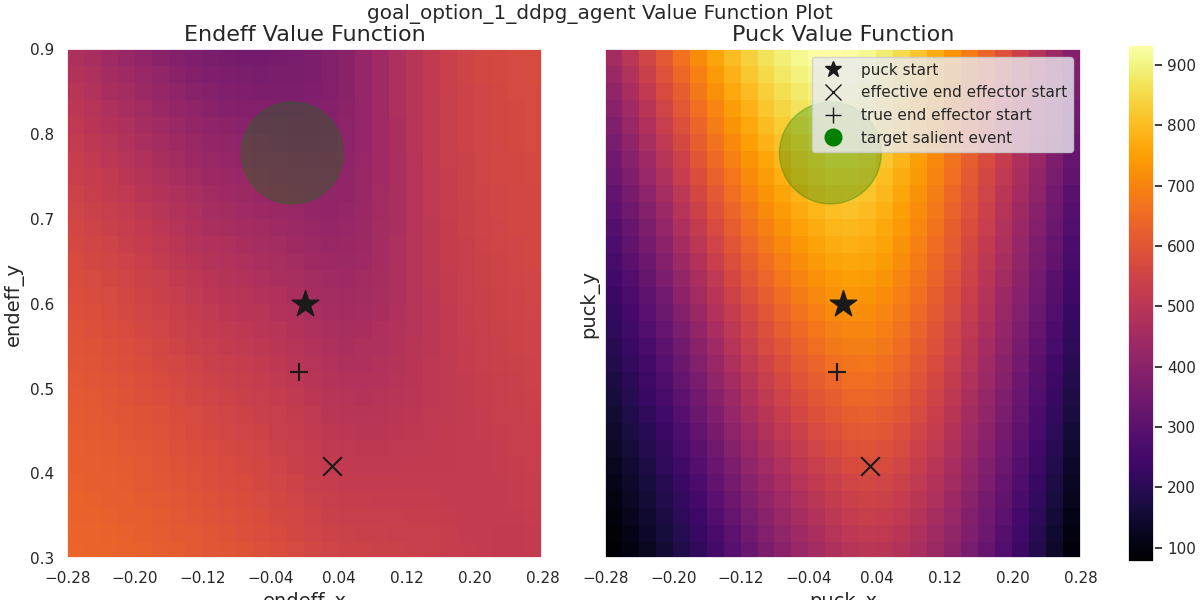 goal_option_1_ddpg_agent Value Function Plot
Endeff Value Function
Puck Value Function
puck start
effective end effector start
true end effector start
target salient event
endeff_y
0.9
0.8
0.7
0.6
0.5
0.4
0.3
puck_y
900
800
700
600
500
400
300
200
100
−0.28 −0.20 −0.12 −0.04 0.04 0.12 0.20 0.28
−0.28 −0.20 −0.12 −0.04 0.04 0.12 0.20 0.28
endeff_x
puck_x